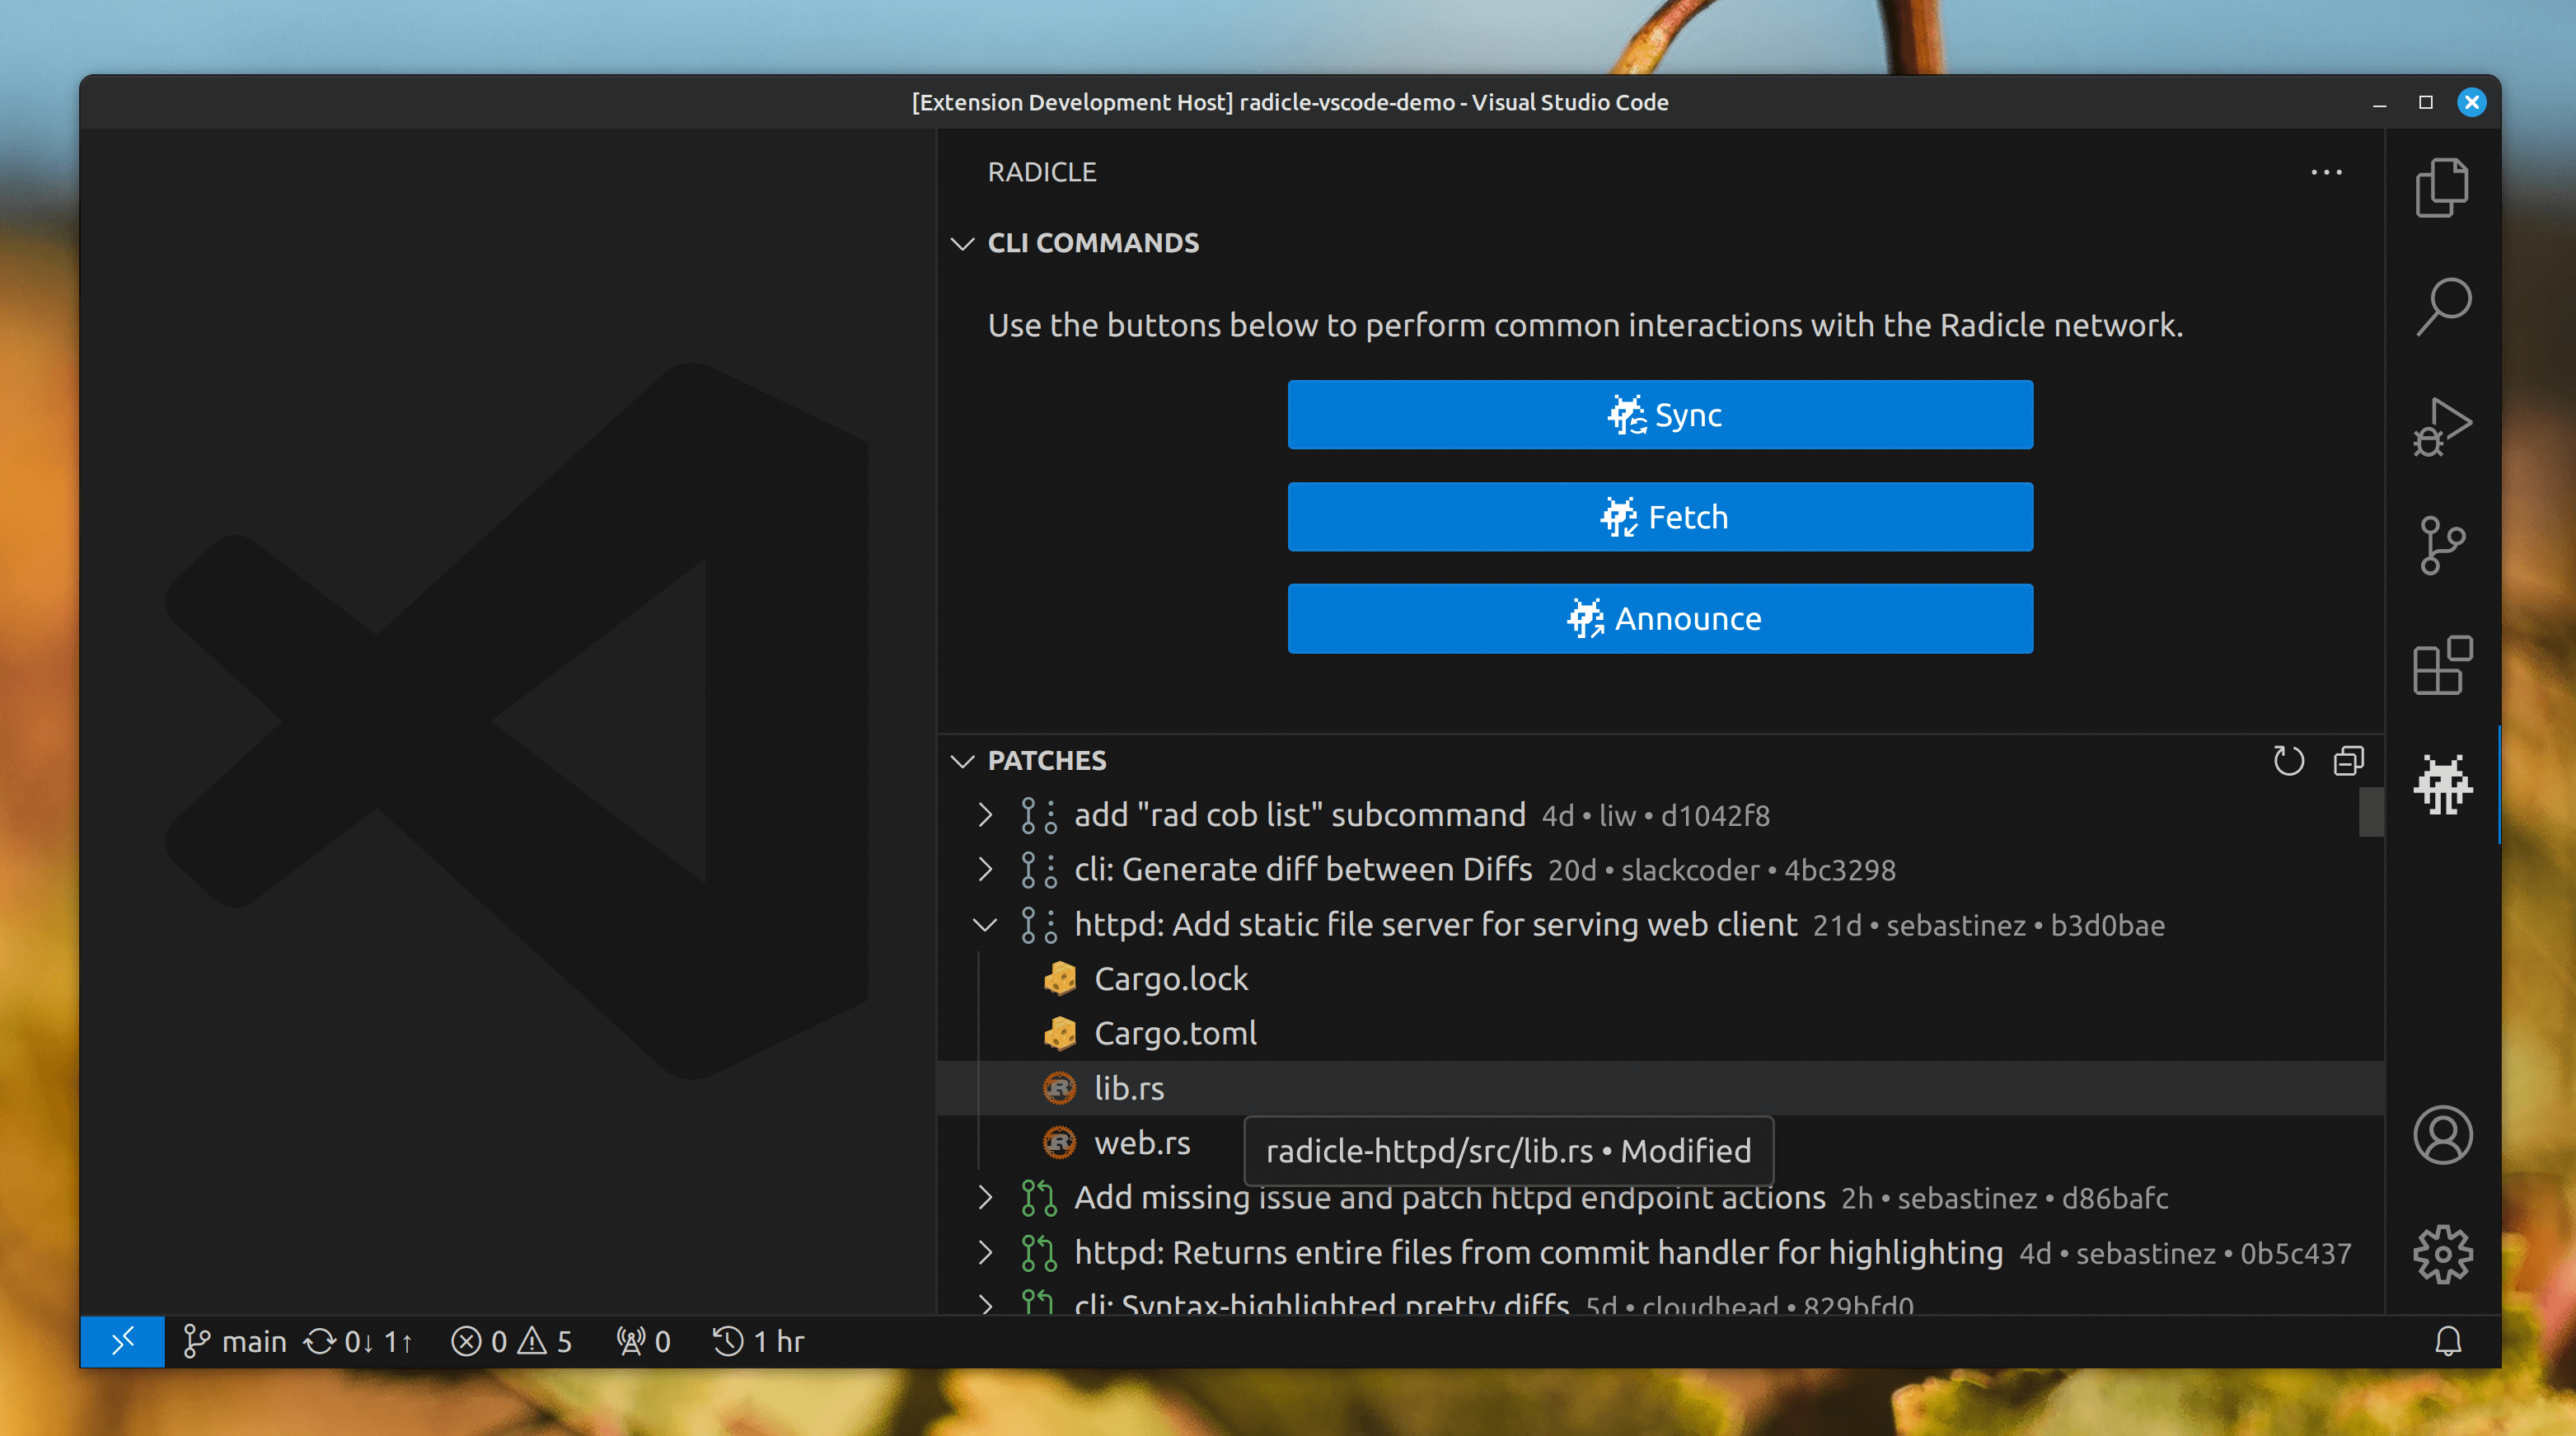 [Extension Development Host] radicle-vscode-demo - Visual Studio Code
RADICLE
CLI COMMANDS
Use the buttons below to perform common interactions with the Radicle network.
Sync
Fetch
Announce
PATCHES
add "rad cob list" subcommand 4d • liw • d1042f8
cli: Generate diff between Diffs 20d • slackcoder • 4bc3298
httpd: Add static file server for serving web client 21d • sebastinez • b3d0bae
Cargo.lock
Cargo.toml
lib.rs
web.rs
radicle-httpd/src/lib.rs • Modified
Add missing issue and patch httpd endpoint actions 2h • sebastinez • d86bafc
httpd: Returns entire files from commit handler for highlighting 4d • sebastinez • 0b5c437
cli: Syntax-highlighted pretty diffs 5d • cloudhead • 829bfd0
main 0↓ 1↑ 0 5 0 1 hr